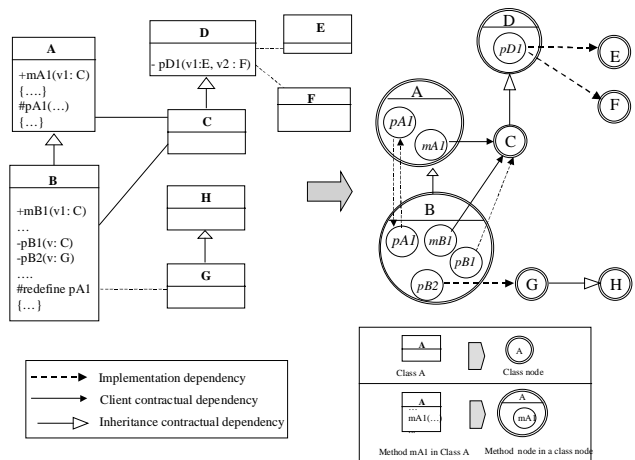 A
+mA1(v1: C)
{….}
#pA1(…)
{…}
B
+mB1(v1: C)
…
-pB1(v: C)
-pB2(v: G)
….
#redefine pA1
{…}
D
- pD1(v1:E, v2 : F)
E
F
C
H
G
D
pD1
E
F
A
pA1
mA1
C
B
pA1
mB1
pB1
pB2
G
H
Implementation dependency
Client contractual dependency
Inheritance contractual dependency
A
Class A
A
Class node
A
…
mA1(…)
…
Method mA1 in Class A
A
mA1
Method node in a class node